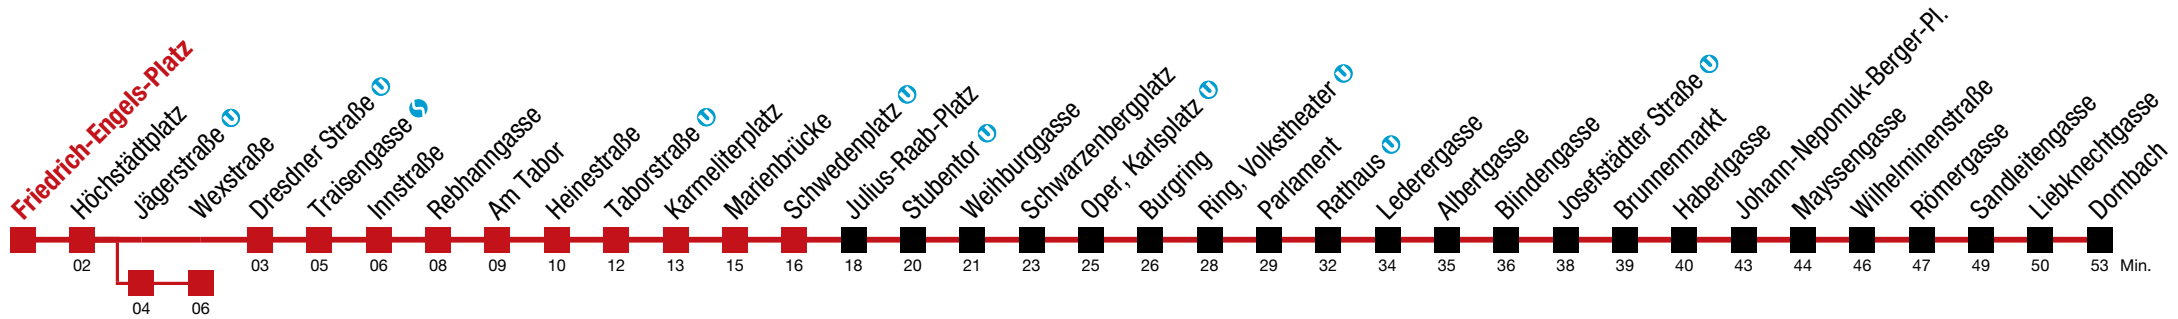 Friedrich-Engels-Platz
Höchstädtplatz
Jägerstraße U
Wexstraße
Dresdner Straße U
Traisengasse S
Innstraße
Rebhanngasse
Am Tabor
Heinestraße
Taborstraße U
Karmeliterplatz
Marienbrücke
Schwedenplatz U
Julius-Raab-Platz
Stubentor U
Weihburggasse
Schwarzenbergplatz
Oper, Karlsplatz U
Burgring
Ring, Volkstheater U
Parlament
Rathaus U
Lederergasse
Albertgasse
Blindengasse
Josefstädter Straße U
Brunnenmarkt
Haberlgasse
Johann-Nepomuk-Berger-Pl.
Mayssengasse
Wilhelminenstraße
Römergasse
Sandleitengasse
Liebknechtgasse
Dornbach
02 03 05 06 08 09 10 12 13 15 16 18 20 21 23 25 26 28 29 32 34 35 36 38 39 40 43 44 46 47 49 50 53 Min.
04 06